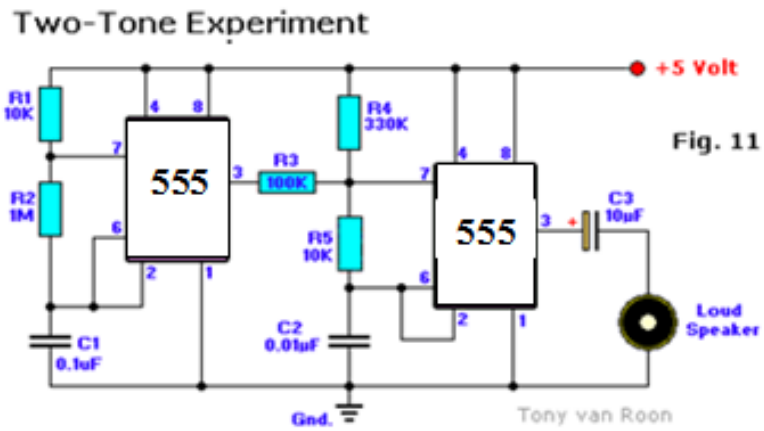 Two-Tone Experiment
+5 Volt
R1
10K
4
8
R4
330K
Fig. 11
7
555
3
R3
100K
4
8
7
C3
10µF
R2
1M
6
R5
10K
555
3
+
6
2
1
6
2
1
Loud
Speaker
C1
0.1uF
C2
0.01µF
Gnd.
Tony van Roon